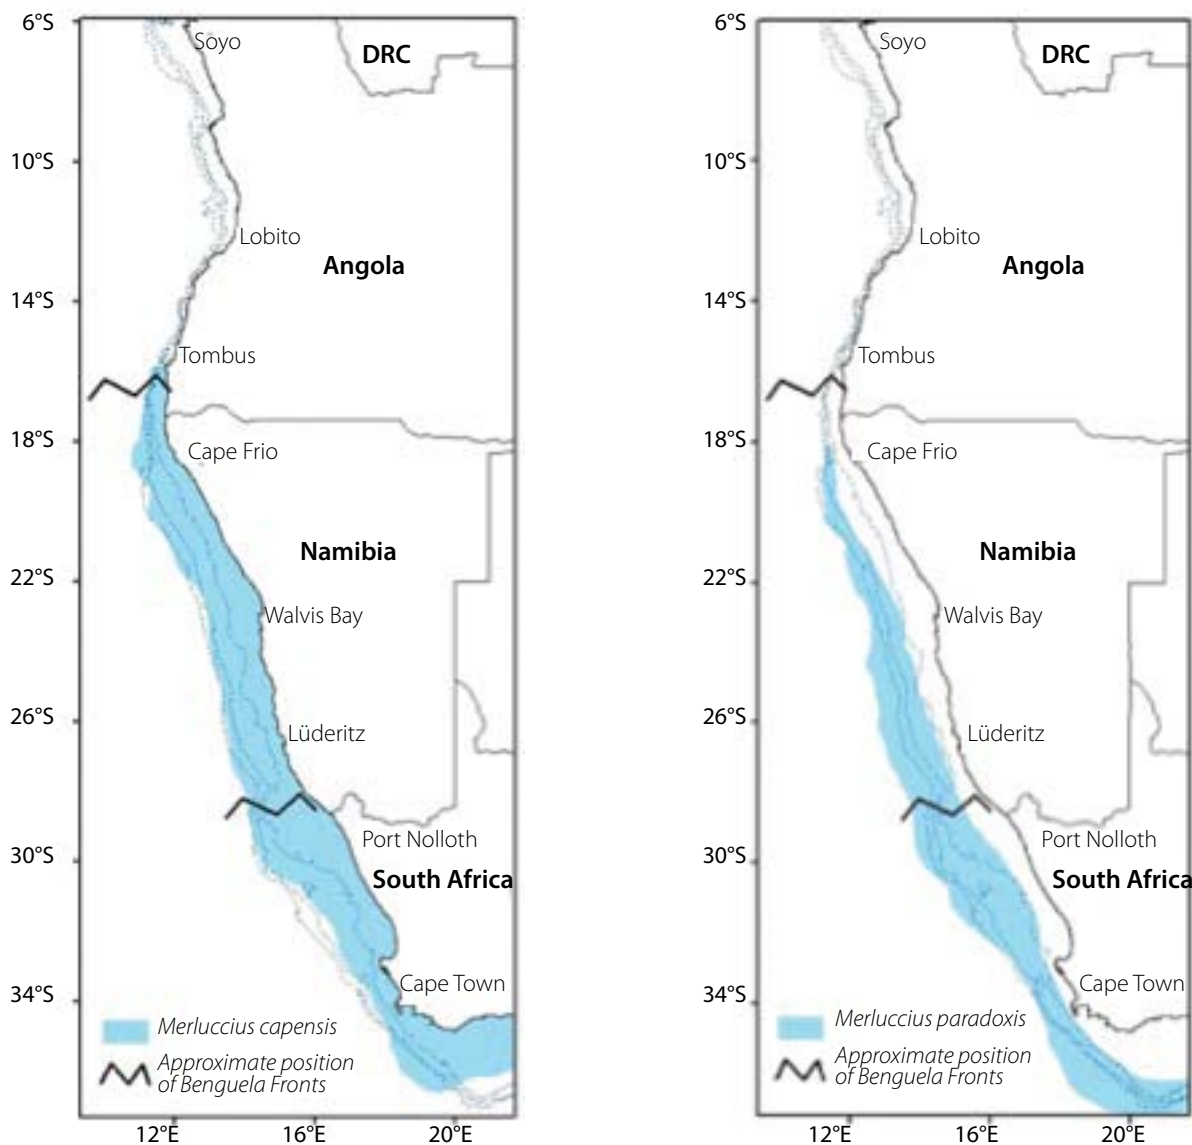 6°S
Soyo
DRC
10°S
Lobito
Angola
14°S
Tombus
18°S
Cape Frio
Namibia
22°S
Walvis Bay
26°S
Lüderitz
Port Nolloth
30°S
South Africa
Cape Town
34°S
Merluccius capensis
Approximate position
of Benguela Fronts
12°E 16°E 20°E
6°S
Soyo
DRC
10°S
Lobito
Angola
14°S
Tombus
18°S
Cape Frio
Namibia
22°S
Walvis Bay
26°S
Lüderitz
Port Nolloth
30°S
South Africa
Cape Town
34°S
Merluccius paradoxis
Approximate position
of Benguela Fronts
12°E 16°E 20°E